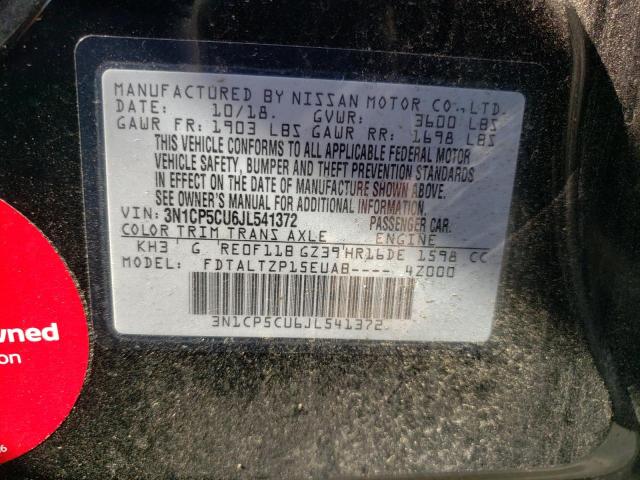 MANUFACTURED BY NISSAN MOTOR CO., LTD.
DATE: 10/18. GVWR: 3600 LBS
GAWR FR: 1903 LBS GAWR RR: 1698 LBS
THIS VEHICLE CONFORMS TO ALL APPLICABLE FEDERAL MOTOR
VEHICLE SAFETY, BUMPER AND THEFT PREVENTION STANDARDS
IN EFFECT ON THE DATE OF MANUFACTURE SHOWN ABOVE.
SEE OWNER'S MANUAL FOR ADDITIONAL INFORMATION.
VIN: 3N1CP5CU6JL541372 PASSENGER CAR.
COLOR TRIM TRANS AXLE ENGINE
KH3 G RE0F11B GZ39 HR16DE 1598 CC
MODEL: FDTALTZP15EUAB---- 4Z000
3N1CP5CU6JL541372
wned
on